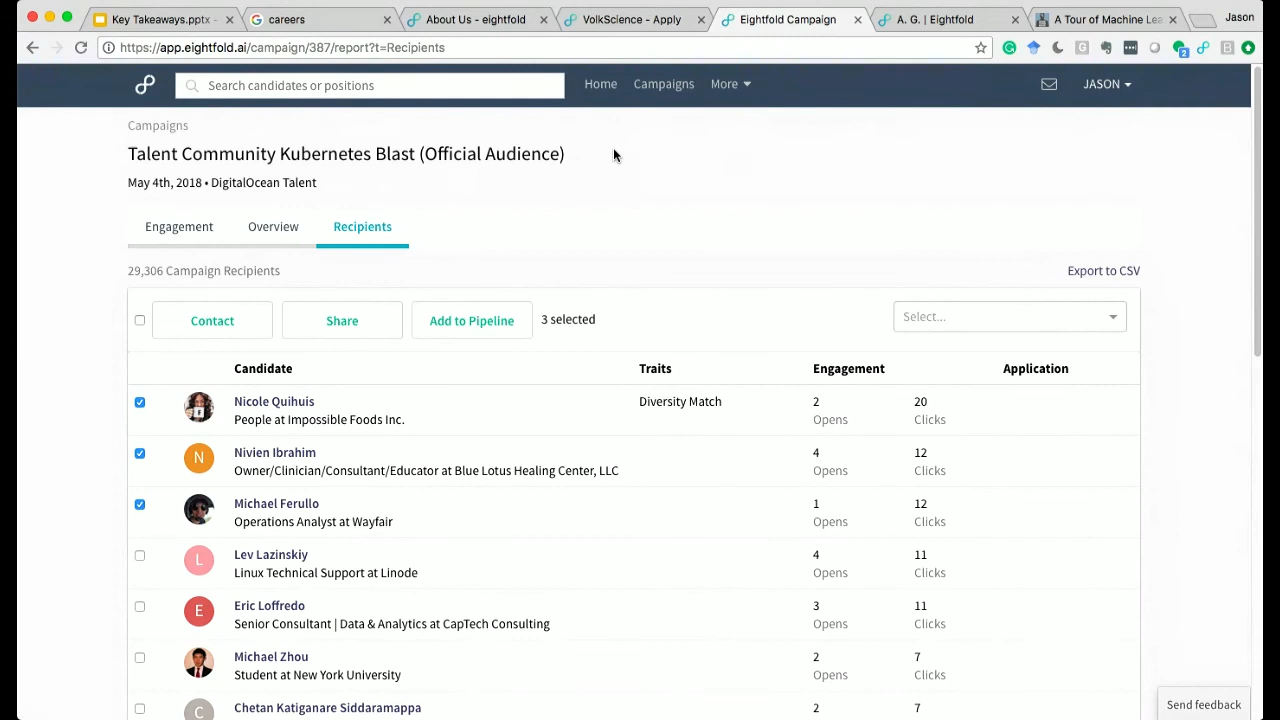 Key Takeaways.pptx -
careers
About Us - eightfold
VolkScience - Apply
Eightfold Campaign
A. G. | Eightfold
A Tour of Machine Lea
Jason
https://app.eightfold.ai/campaign/387/report?t=Recipients
Search candidates or positions
Home
Campaigns
More
JASON
Campaigns
Talent Community Kubernetes Blast (Official Audience)
May 4th, 2018 • DigitalOcean Talent
Engagement
Overview
Recipients
29,306 Campaign Recipients
Export to CSV
Contact
Share
Add to Pipeline
3 selected
Select...
Candidate
Traits
Engagement
Application
Nicole Quihuis
Diversity Match
2
20
People at Impossible Foods Inc.
Opens
Clicks
N
Nivien Ibrahim
4
12
Owner/Clinician/Consultant/Educator at Blue Lotus Healing Center, LLC
Opens
Clicks
Michael Ferullo
1
12
Operations Analyst at Wayfair
Opens
Clicks
L
Lev Lazinskiy
4
11
Linux Technical Support at Linode
Opens
Clicks
E
Eric Loffredo
3
11
Senior Consultant | Data & Analytics at CapTech Consulting
Opens
Clicks
Michael Zhou
2
7
Student at New York University
Opens
Clicks
C
Chetan Katiganare Siddaramappa
2
7
Send feedback